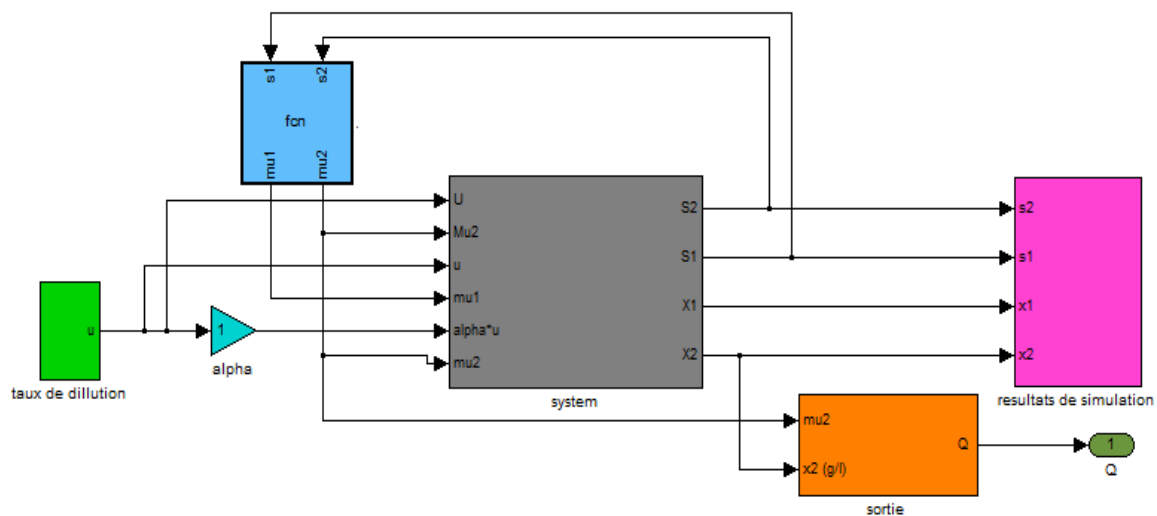 s1
s2
fcn
mu1
mu2
U
Mu2
u
mu1
alpha*u
mu2
S2
S1
X1
X2
system
u
taux de dillution
1
alpha
s2
s1
x1
x2
resultats de simulation
mu2
x2 (g/l)
Q
sortie
1
Q